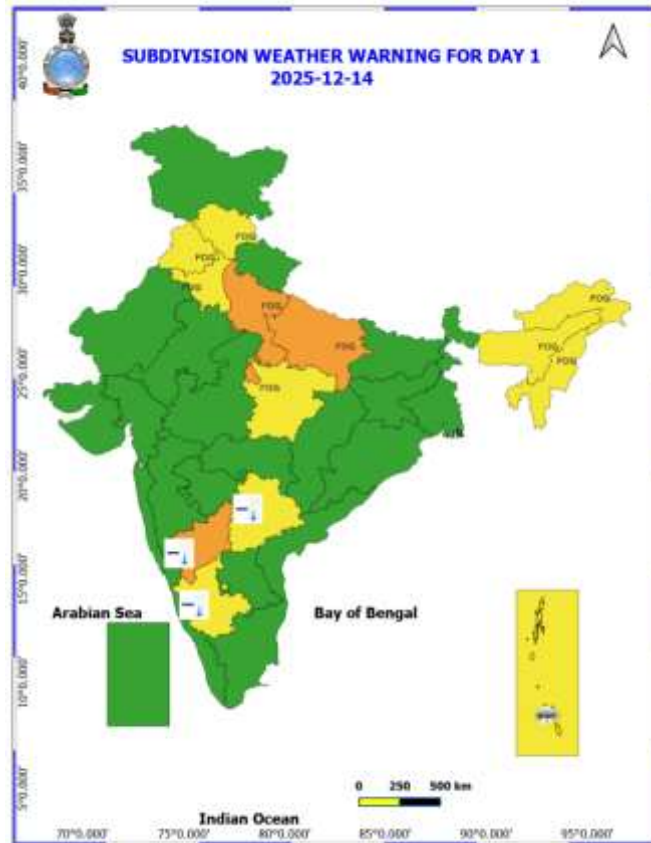 SUBDIVISION WEATHER WARNING FOR DAY 1
2025-12-14
40°0.000'
35°0.000'
30°0.000'
25°0.000'
20°0.000'
15°0.000'
10°0.000'
5°0.000'
FOG
FOG
FOG
FOG
FOG
FOG
FOG
FOG
FOG
Arabian Sea
Bay of Bengal
0 250 500 km
Indian Ocean
70°0.000' 75°0.000' 80°0.000' 85°0.000' 90°0.000' 95°0.000'